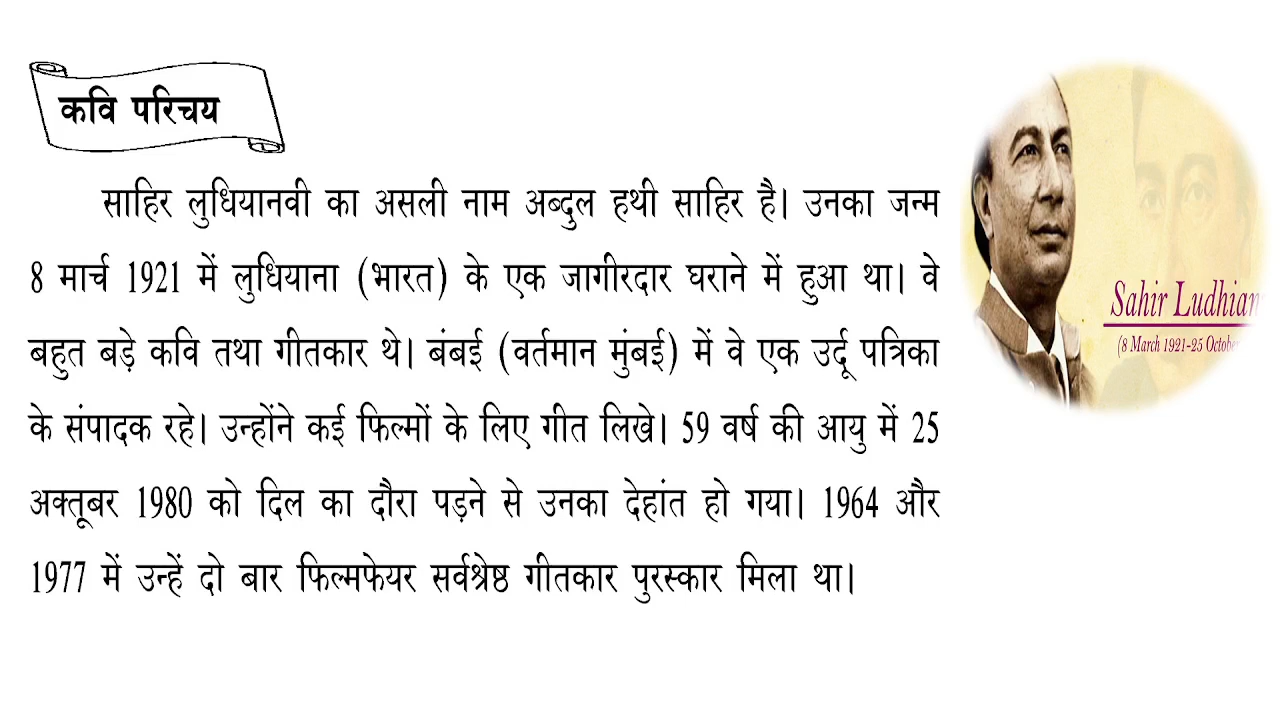 कवि परिचय
साहिर लुधियानवी का असली नाम अब्दुल हथी साहिर है। उनका जन्म
8 मार्च 1921 में लुधियाना (भारत) के एक जागीरदार घराने में हुआ था। वे
बहुत बड़े कवि तथा गीतकार थे। बंबई (वर्तमान मुंबई) में वे एक उर्दू पत्रिका
के संपादक रहे। उन्होंने कई फिल्मों के लिए गीत लिखे। 59 वर्ष की आयु में 25
अक्तूबर 1980 को दिल का दौरा पड़ने से उनका देहांत हो गया। 1964 और
1977 में उन्हें दो बार फिल्मफेयर सर्वश्रेष्ठ गीतकार पुरस्कार मिला था।
Sahir Ludhian
(8 March 1921-25 October